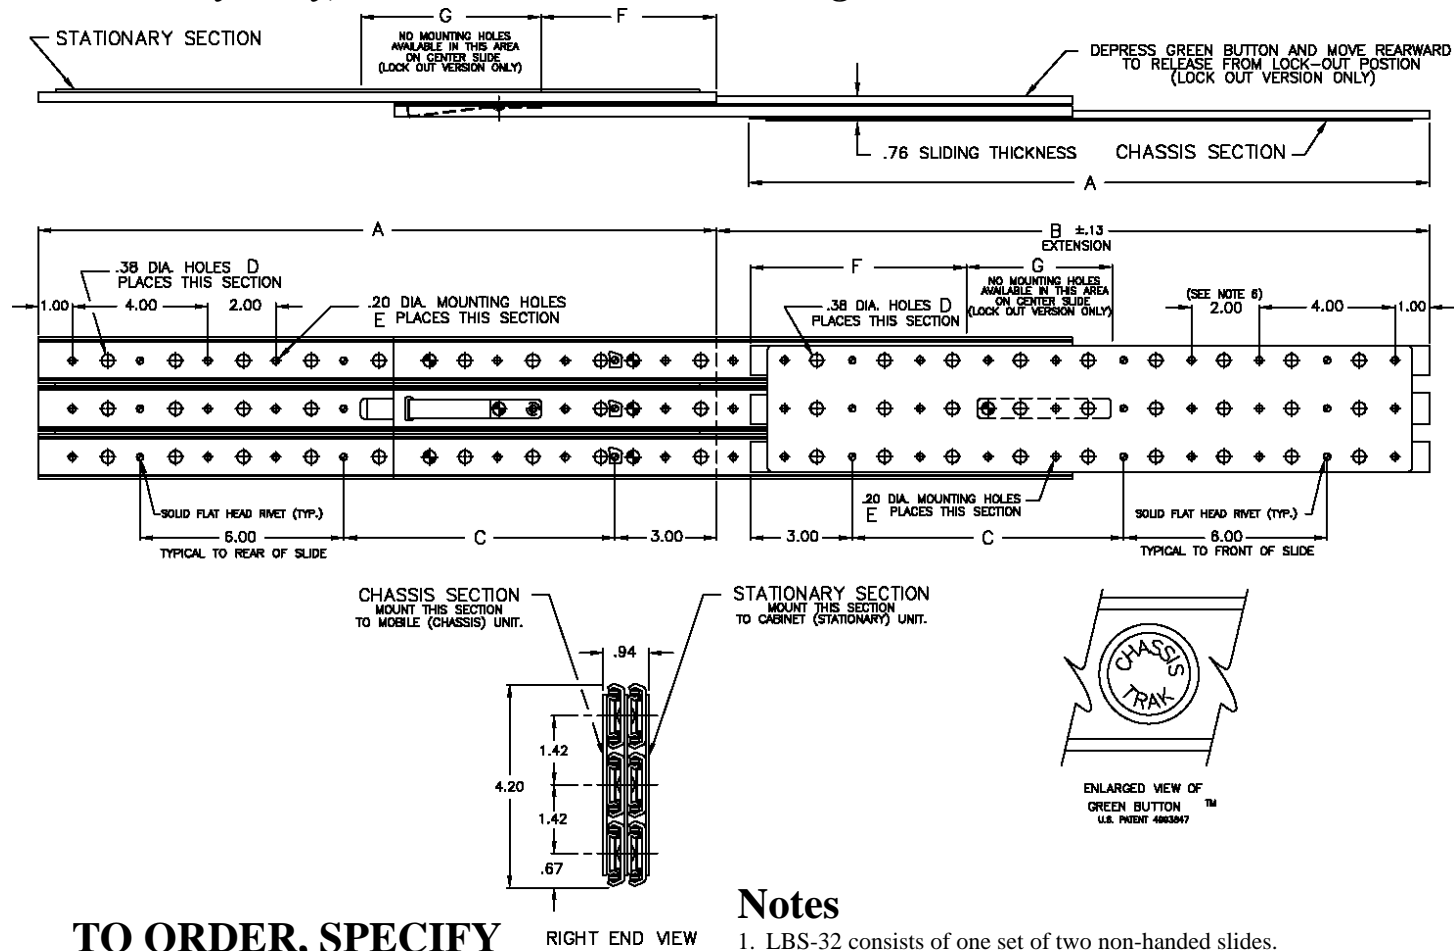 G
F
NO MOUNTING HOLES
AVAILABLE IN THIS AREA
ON CENTER SLIDE
(LOCK OUT VERSION ONLY)
STATIONARY SECTION
DEPRESS GREEN BUTTON AND MOVE REARWARD
TO RELEASE FROM LOCK-OUT POSTION
(LOCK OUT VERSION ONLY)
.76 SLIDING THICKNESS
CHASSIS SECTION
A
A
B ±.13
EXTENSION
.38 DIA. HOLES D
PLACES THIS SECTION
1.00
4.00
2.00
.20 DIA. MOUNTING HOLES
E PLACES THIS SECTION
F
G
NO MOUNTING HOLES
AVAILABLE IN THIS AREA
ON CENTER SLIDE
(LOCK OUT VERSION ONLY)
.38 DIA. HOLES D
PLACES THIS SECTION
(SEE NOTE 6)
2.00
4.00
1.00
SOLID FLAT HEAD RIVET (TYP.)
6.00
TYPICAL TO REAR OF SLIDE
C
3.00
.20 DIA. MOUNTING HOLES
E PLACES THIS SECTION
3.00
C
SOLID FLAT HEAD RIVET (TYP.)
6.00
TYPICAL TO FRONT OF SLIDE
CHASSIS SECTION
MOUNT THIS SECTION
TO MOBILE (CHASSIS) UNIT.
STATIONARY SECTION
MOUNT THIS SECTION
TO CABINET (STATIONARY) UNIT.
.94
1.42
4.20
1.42
.67
RIGHT END VIEW
CHASSIS
TRAK
ENLARGED VIEW OF
GREEN BUTTON ™
U.S. PATENT
TO ORDER, SPECIFY
Notes
1. LBS-32 consists of one set of two non-handed slides.